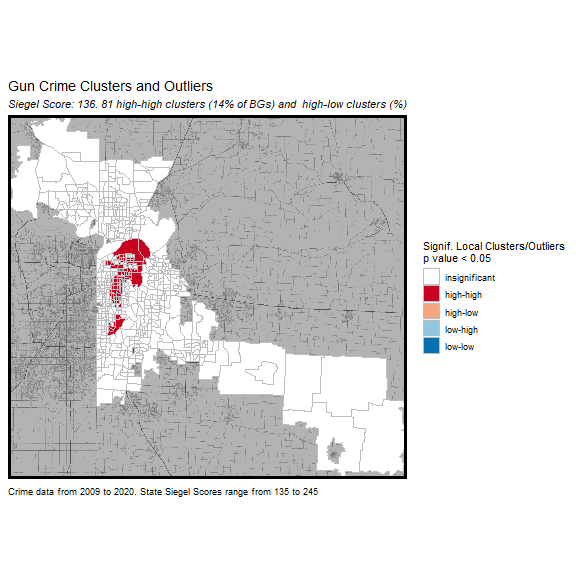 Gun Crime Clusters and Outliers
Siegel Score: 136. 81 high-high clusters (14% of BGs) and  high-low clusters (%)
Signif. Local Clusters/Outliers
p value < 0.05
insignificant
high-high
high-low
low-high
low-low
Crime data from 2009 to 2020. State Siegel Scores range from 135 to 245